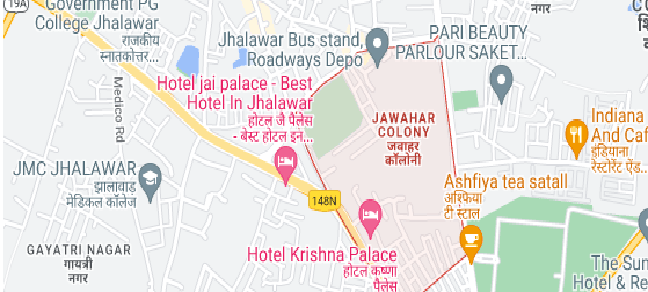 19A
Government PG
College Jhalawar
राजकीय
स्नातकोत्तर...
Jhalawar Bus stand,
Roadways Depo
PARI BEAUTY
PARLOUR SAKET...
नगर
Hotel jai palace - Best
Hotel In Jhalawar
होटल जै पैलेस
- बेस्ट होटल इन...
Medico Rd
JAWAHAR
COLONY
जवाहर
कॉलोनी
Indiana
And Caf
इंडियाना
रेस्टोरेंट ऐंड...
JMC JHALAWAR
झालावाड़
मेडिकल कॉलेज
148N
Ashfiya tea satall
अश्फिया
टी स्टाल
GAYATRI NAGAR
गायत्री
नगर
Hotel Krishna Palace
होटल कृष्णा
पैलेस
The Sun
Hotel & Re